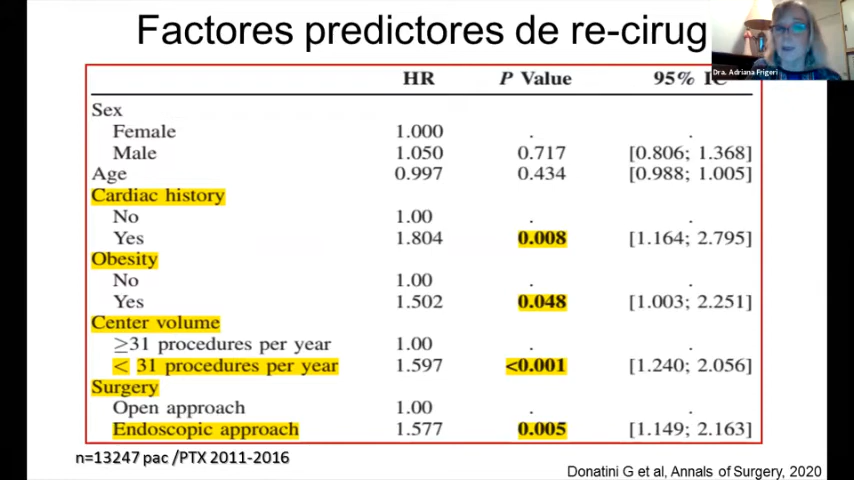 Factores predictores de re-cirug
Dra. Adriana Frigeri
HR P Value 95% IC
Sex
Female 1.000 . .
Male 1.050 0.717 [0.806; 1.368]
Age 0.997 0.434 [0.988; 1.005]
Cardiac history
No 1.00 . .
Yes 1.804 0.008 [1.164; 2.795]
Obesity
No 1.00 . .
Yes 1.502 0.048 [1.003; 2.251]
Center volume
≥31 procedures per year 1.00 . .
< 31 procedures per year 1.597 <0.001 [1.240; 2.056]
Surgery
Open approach 1.00 . .
Endoscopic approach 1.577 0.005 [1.149; 2.163]
n=13247 pac /PTX 2011-2016
Donatini G et al, Annals of Surgery, 2020